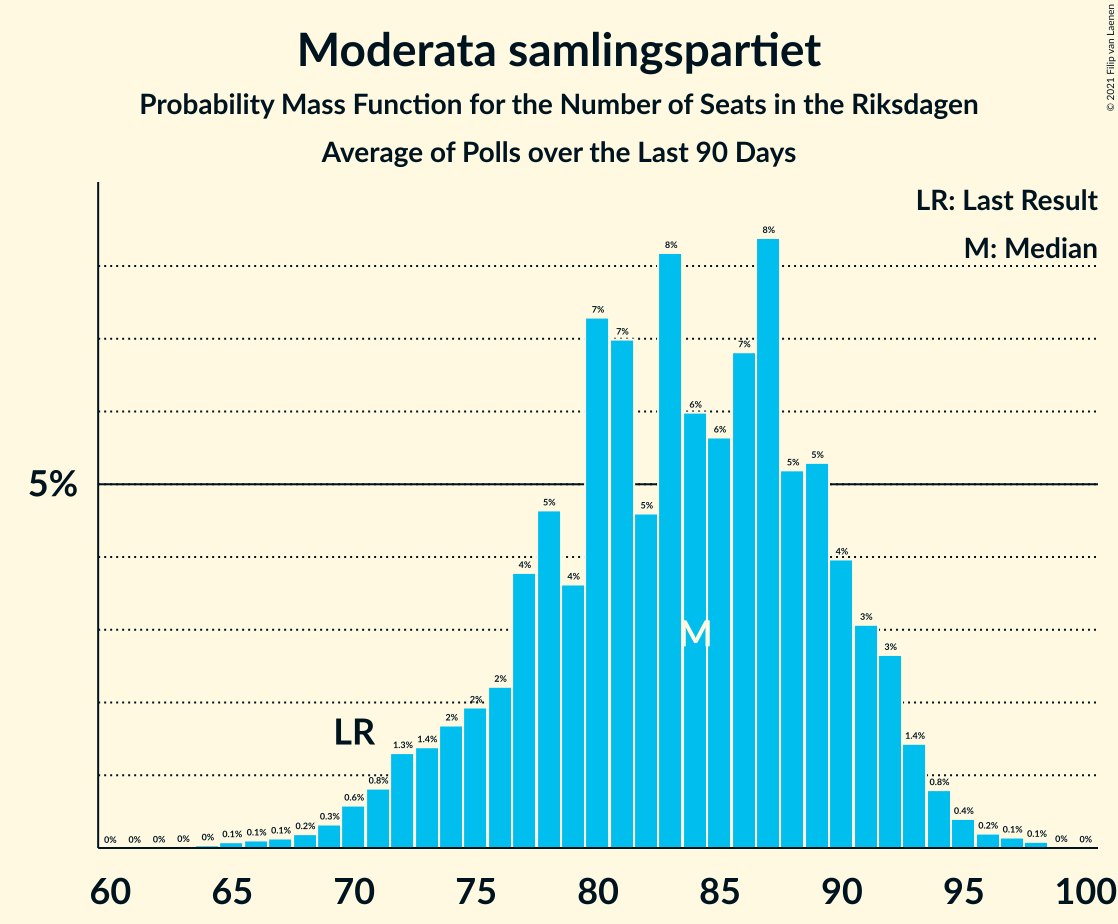 Moderata samlingspartiet
Probability Mass Function for the Number of Seats in the Riksdagen
Average of Polls over the Last 90 Days
© 2021 Filip van Laenen
LR: Last Result
M: Median
5%
LR
M
0% 0% 0% 0% 0% 0.1% 0.1% 0.1% 0.2% 0.3% 0.6% 0.8% 1.3% 1.4% 2% 2% 2% 4% 5% 4% 7% 7% 5% 8% 6% 6% 7% 8% 5% 5% 4% 3% 3% 1.4% 0.8% 0.4% 0.2% 0.1% 0.1% 0% 0%
60 65 70 75 80 85 90 95 100